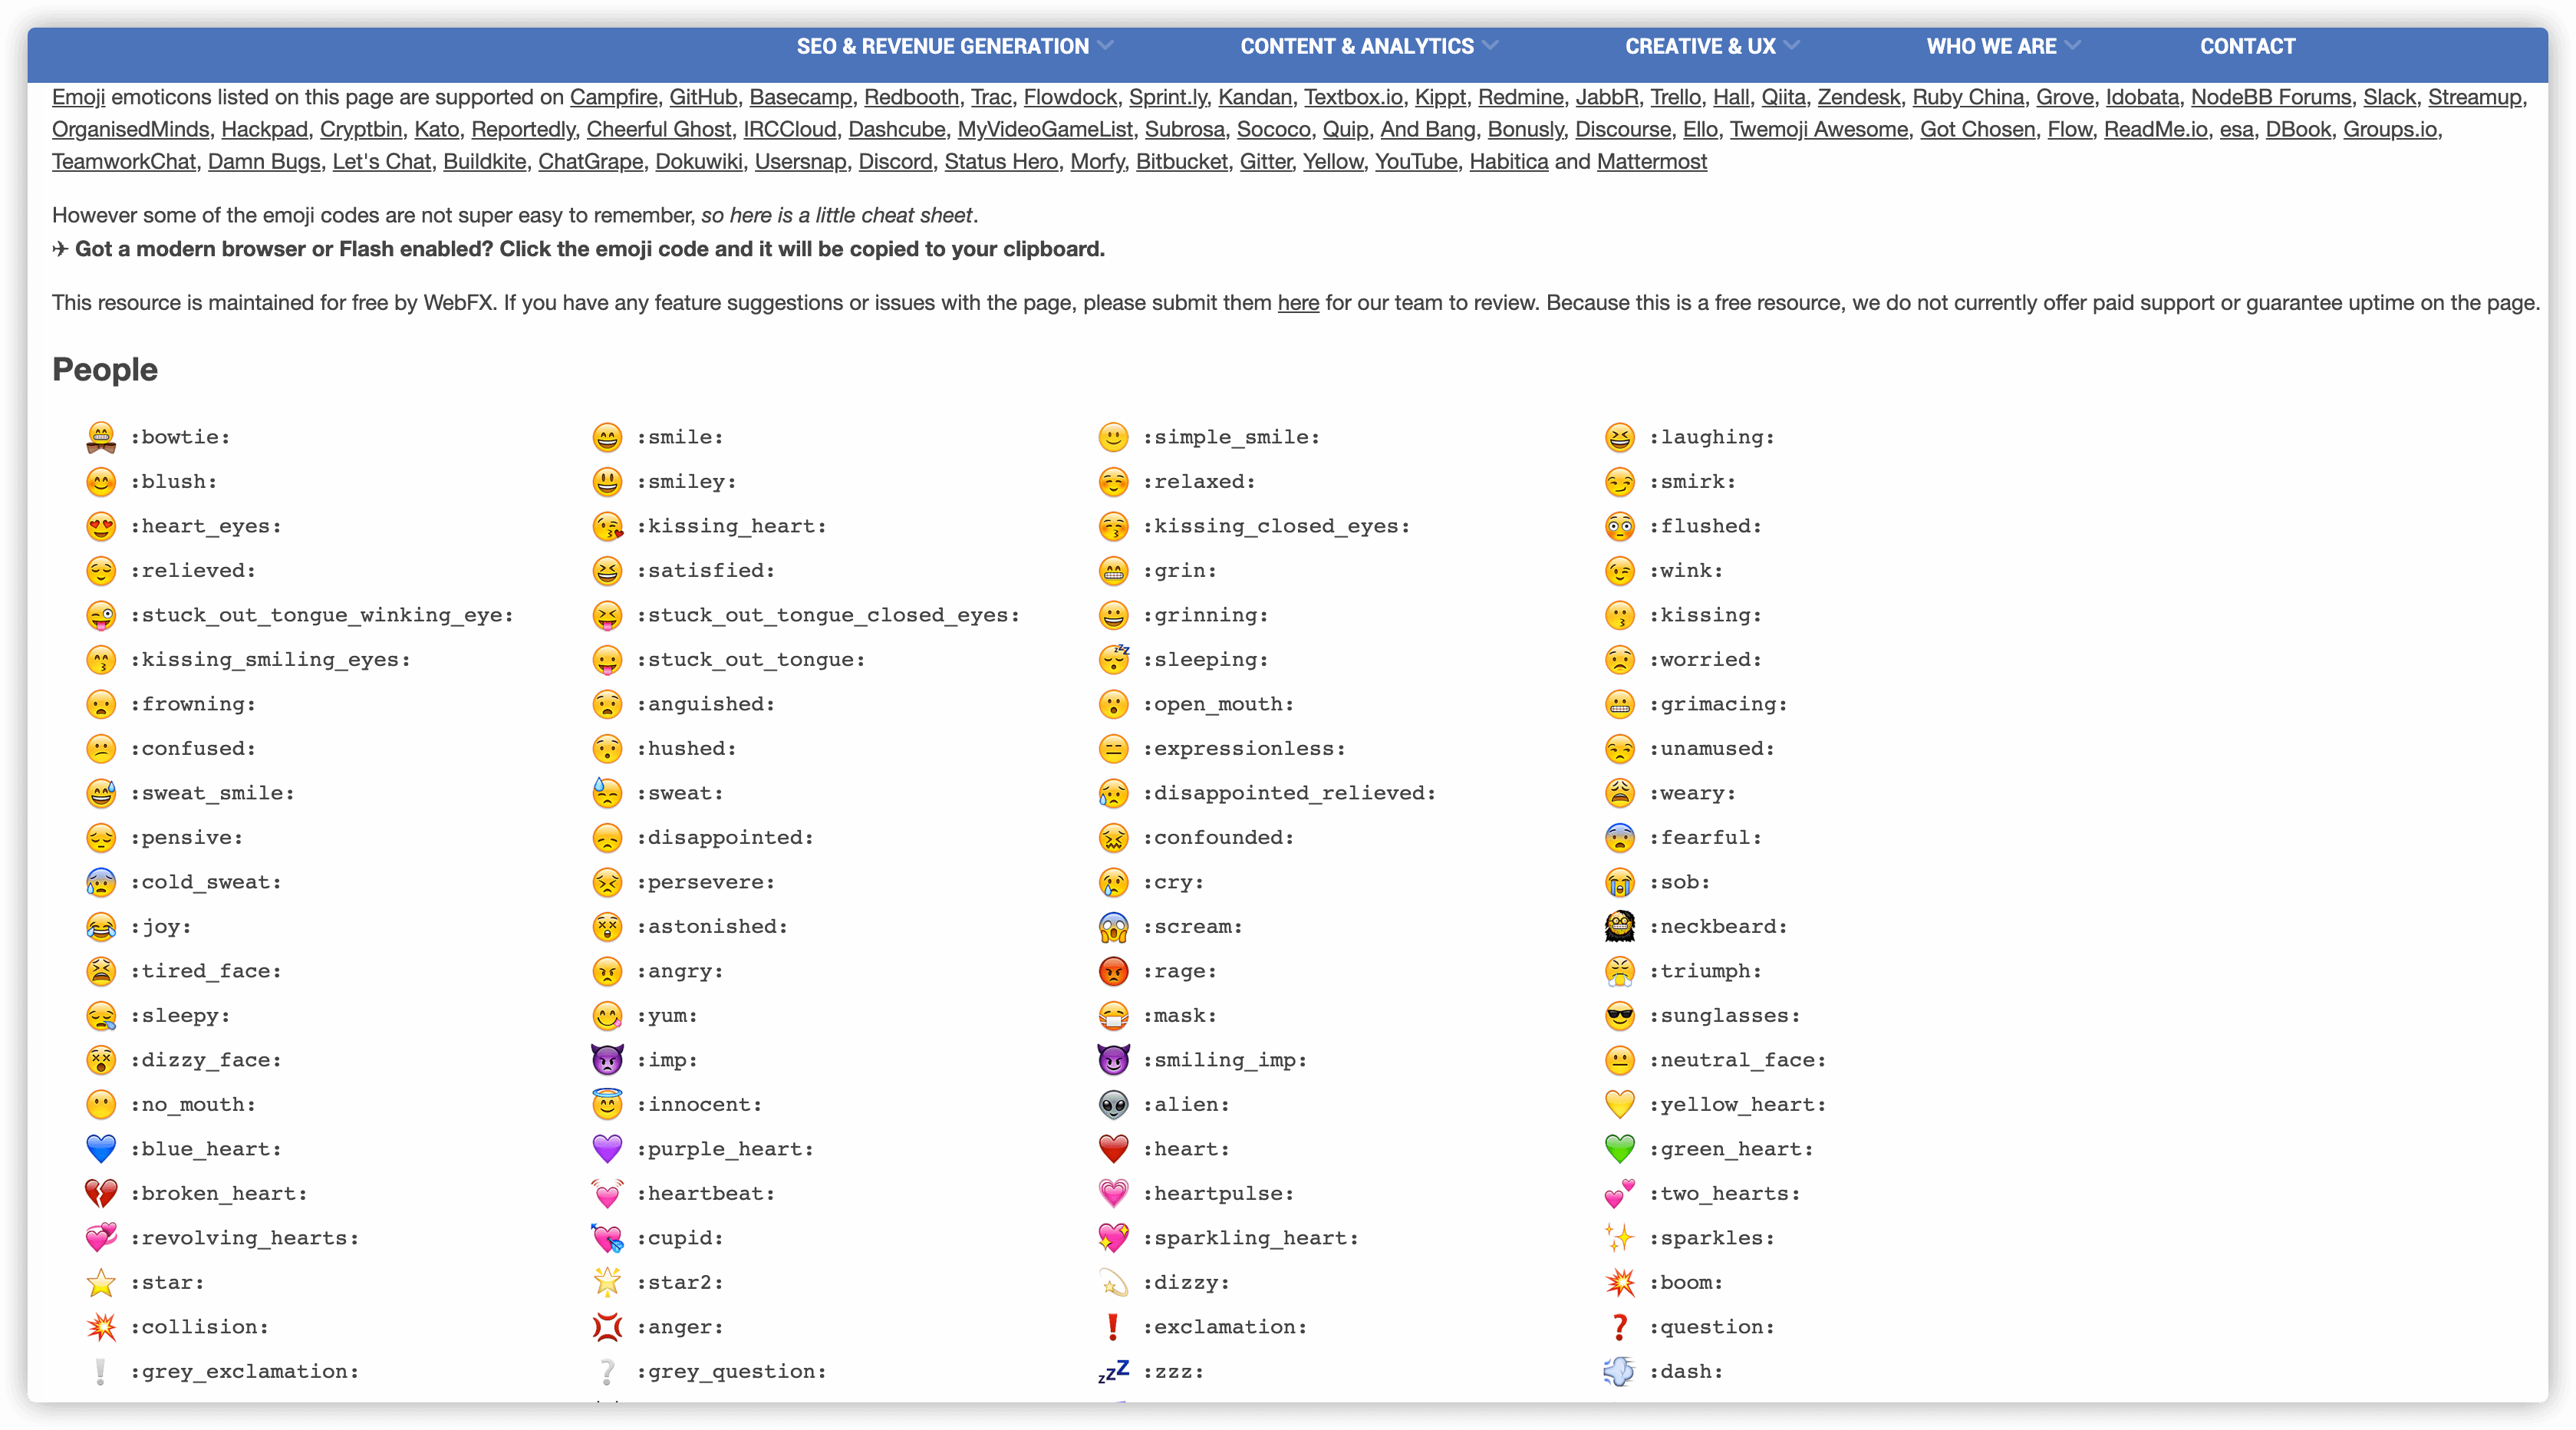 SEO & REVENUE GENERATION CONTENT & ANALYTICS CREATIVE & UX WHO WE ARE CONTACT
Emoji emoticons listed on this page are supported on Campfire, GitHub, Basecamp, Redbooth, Trac, Flowdock, Sprint.ly, Kandan, Textbox.io, Kippt, Redmine, JabbR, Trello, Hall, Qiita, Zendesk, Ruby China, Grove, Idobata, NodeBB Forums, Slack, Streamup,
OrganisedMinds, Hackpad, Cryptbin, Kato, Reportedly, Cheerful Ghost, IRCCloud, Dashcube, MyVideoGameList, Subrosa, Sococo, Quip, And Bang, Bonusly, Discourse, Ello, Twemoji Awesome, Got Chosen, Flow, ReadMe.io, esa, DBook, Groups.io,
TeamworkChat, Damn Bugs, Let's Chat, Buildkite, ChatGrape, Dokuwiki, Usersnap, Discord, Status Hero, Morfy, Bitbucket, Gitter, Yellow, YouTube, Habitica and Mattermost
However some of the emoji codes are not super easy to remember, so here is a little cheat sheet.
✈ Got a modern browser or Flash enabled? Click the emoji code and it will be copied to your clipboard.
This resource is maintained for free by WebFX. If you have any feature suggestions or issues with the page, please submit them here for our team to review. Because this is a free resource, we do not currently offer paid support or guarantee uptime on the page.
People
:bowtie: :smile: :simple_smile: :laughing:
:blush: :smiley: :relaxed: :smirk:
:heart_eyes: :kissing_heart: :kissing_closed_eyes: :flushed:
:relieved: :satisfied: :grin: :wink:
:stuck_out_tongue_winking_eye: :stuck_out_tongue_closed_eyes: :grinning: :kissing:
:kissing_smiling_eyes: :stuck_out_tongue: :sleeping: :worried:
:frowning: :anguished: :open_mouth: :grimacing:
:confused: :hushed: :expressionless: :unamused:
:sweat_smile: :sweat: :disappointed_relieved: :weary:
:pensive: :disappointed: :confounded: :fearful:
:cold_sweat: :persevere: :cry: :sob:
:joy: :astonished: :scream: :neckbeard:
:tired_face: :angry: :rage: :triumph:
:sleepy: :yum: :mask: :sunglasses:
:dizzy_face: :imp: :smiling_imp: :neutral_face:
:no_mouth: :innocent: :alien: :yellow_heart:
:blue_heart: :purple_heart: :heart: :green_heart:
:broken_heart: :heartbeat: :heartpulse: :two_hearts:
:revolving_hearts: :cupid: :sparkling_heart: :sparkles:
:star: :star2: :dizzy: :boom:
:collision: :anger: :exclamation: :question:
:grey_exclamation: :grey_question: :zzz: :dash: